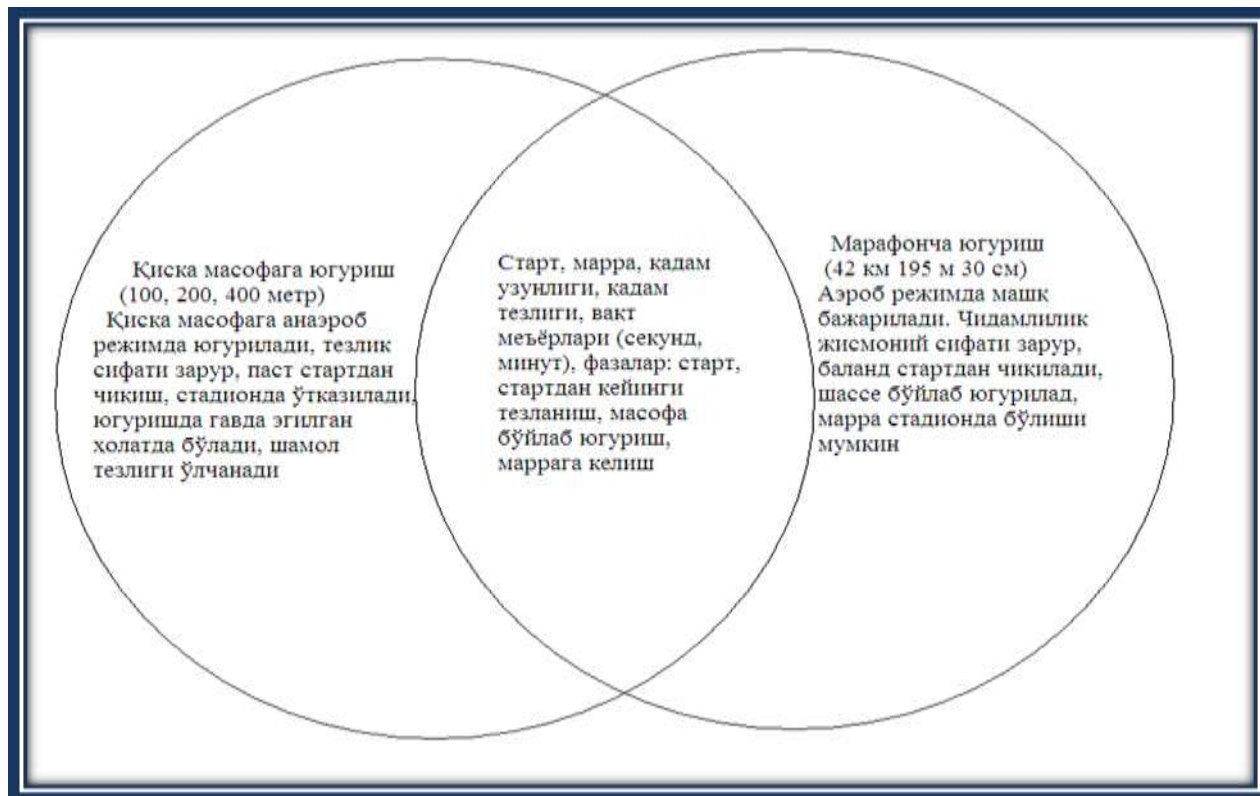 Қиска масофага югуриш
(100, 200, 400 метр)
Қиска масофага анаэроб
режимда югурилади, тезлик
сифати зарур, паст стартдан
чикиш, стадионда ўтказилади,
югуришда гавда эгилган
ҳолатда бўлади, шамол
тезлиги ўлчанади
Старт, марра, кадам
узунлиги, кадам
тезлиги, вакт
меъёрлари (секунд,
минут), фазалар: старт,
стартдан кейинги
тезланиш, масофа
бўйлаб югуриш,
маррага келиш
Марафонча югуриш
(42 км 195 м 30 см)
Аэроб режимда машк
бажарилади. Чидамлилик
жисмоний сифати зарур,
баланд стартдан чикилади,
шассе бўйлаб югурилад,
марра стадионда бўлиши
мумкин